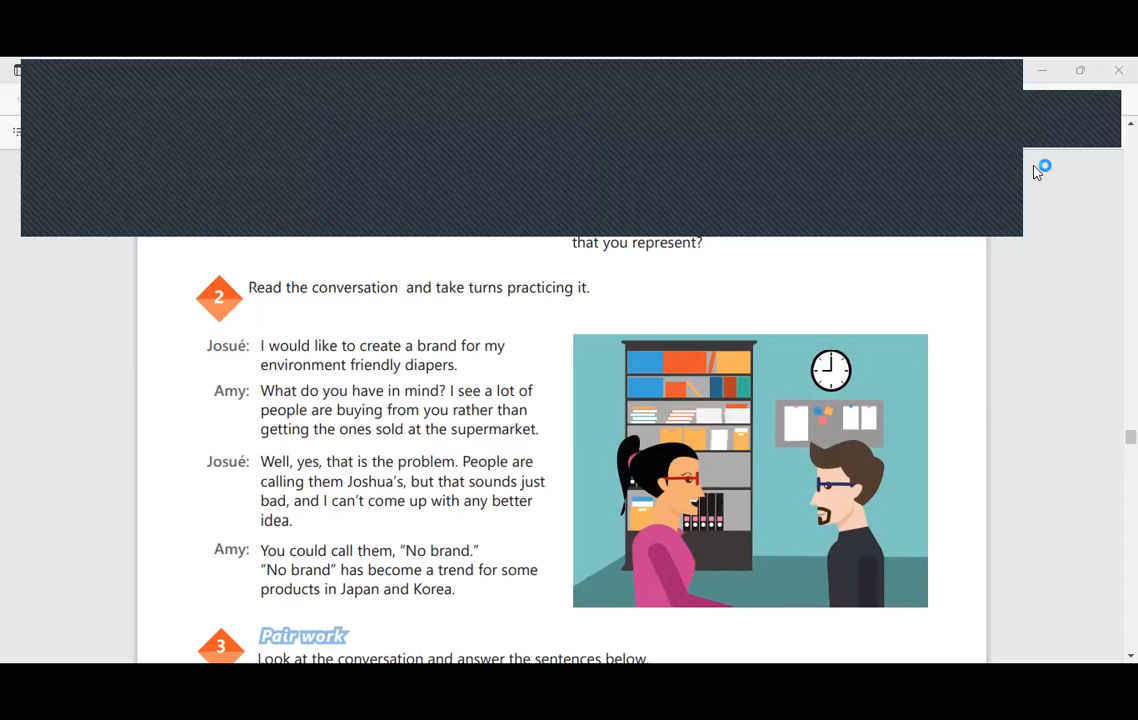 that you represent?
2 Read the conversation and take turns practicing it.
Josué: I would like to create a brand for my
environment friendly diapers.
Amy: What do you have in mind? I see a lot of
people are buying from you rather than
getting the ones sold at the supermarket.
Josué: Well, yes, that is the problem. People are
calling them Joshua’s, but that sounds just
bad, and I can’t come up with any better
idea.
Amy: You could call them, “No brand.”
“No brand” has become a trend for some
products in Japan and Korea.
3 Pair work
Look at the conversation and answer the sentences below.